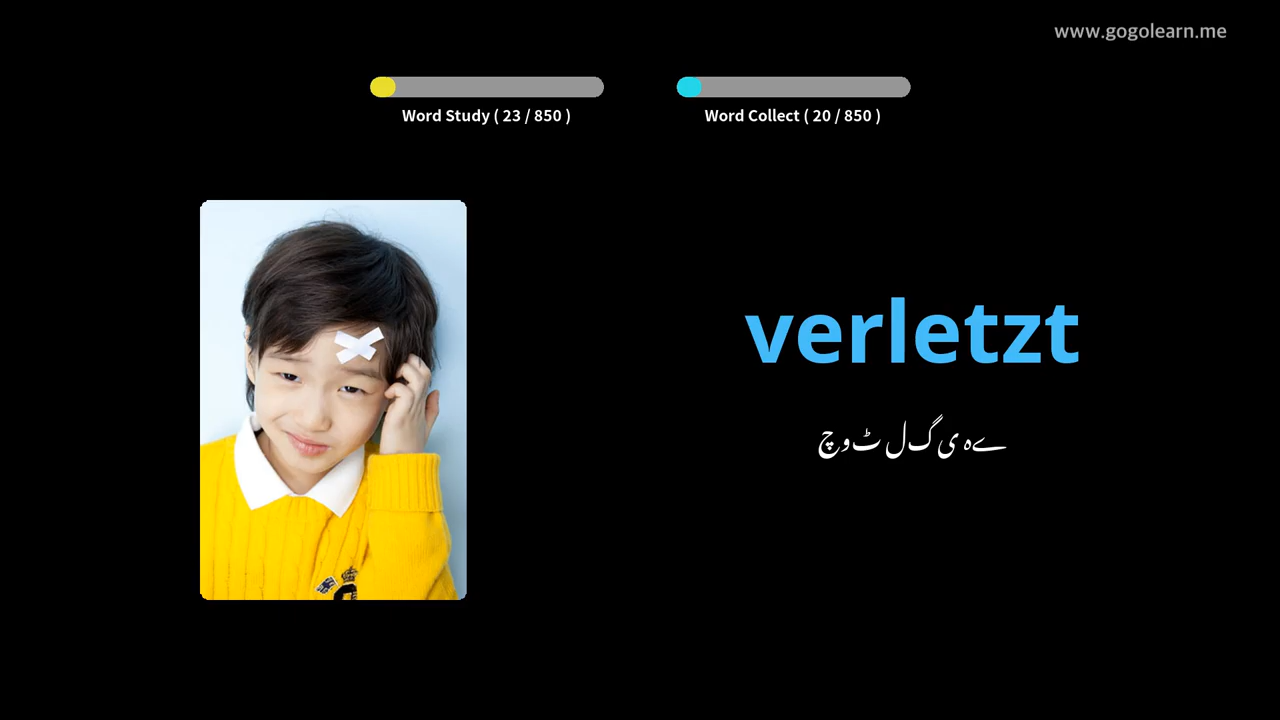 www.gogolearn.me
Word Study ( 23 / 850 )
Word Collect ( 20 / 850 )
verletzt
چوٹ لگی ہے